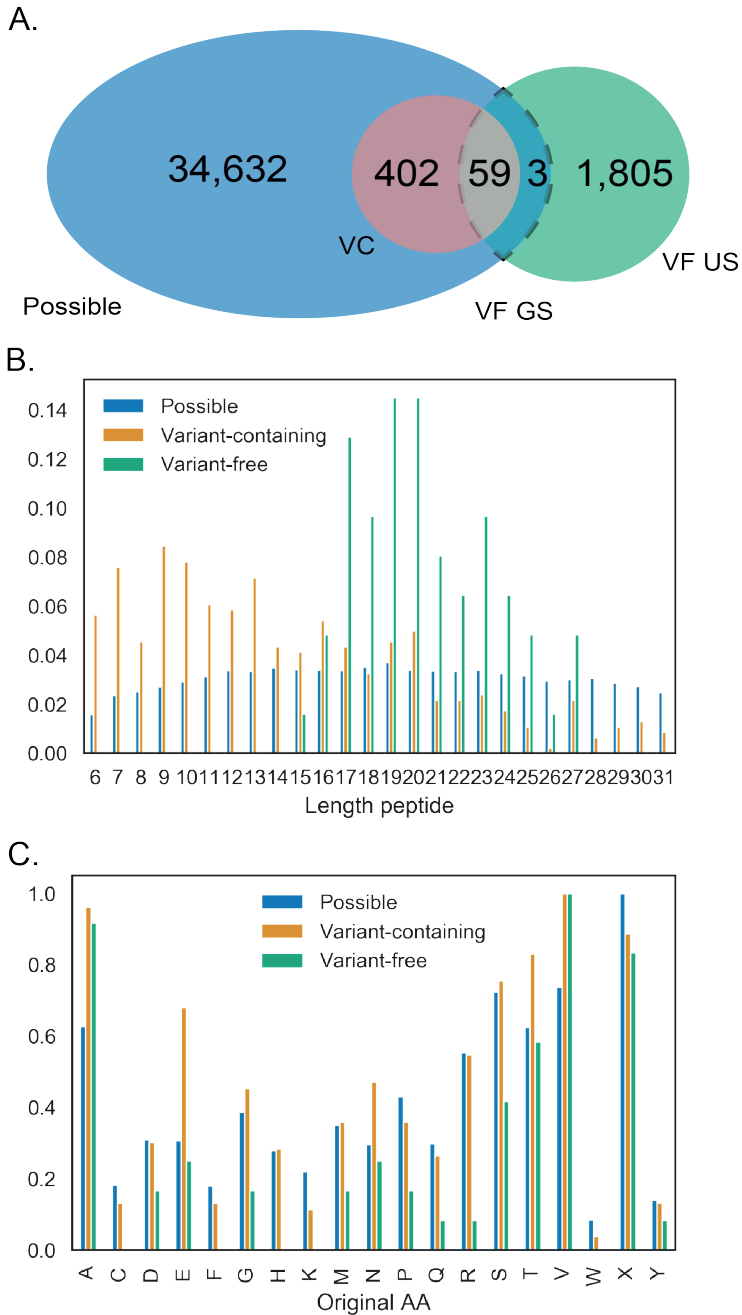 A.
34,632
402
59
3
1,805
VC
VF US
Possible
VF GS
B.
0.14
0.12
0.10
0.08
0.06
0.04
0.02
0.00
Possible
Variant-containing
Variant-free
6 7 8 9 10 11 12 13 14 15 16 17 18 19 20 21 22 23 24 25 26 27 28 29 30 31
Length peptide
C.
1.0
0.8
0.6
0.4
0.2
0.0
Possible
Variant-containing
Variant-free
A C D E F G H K M N P Q R S T V W X Y
Original AA